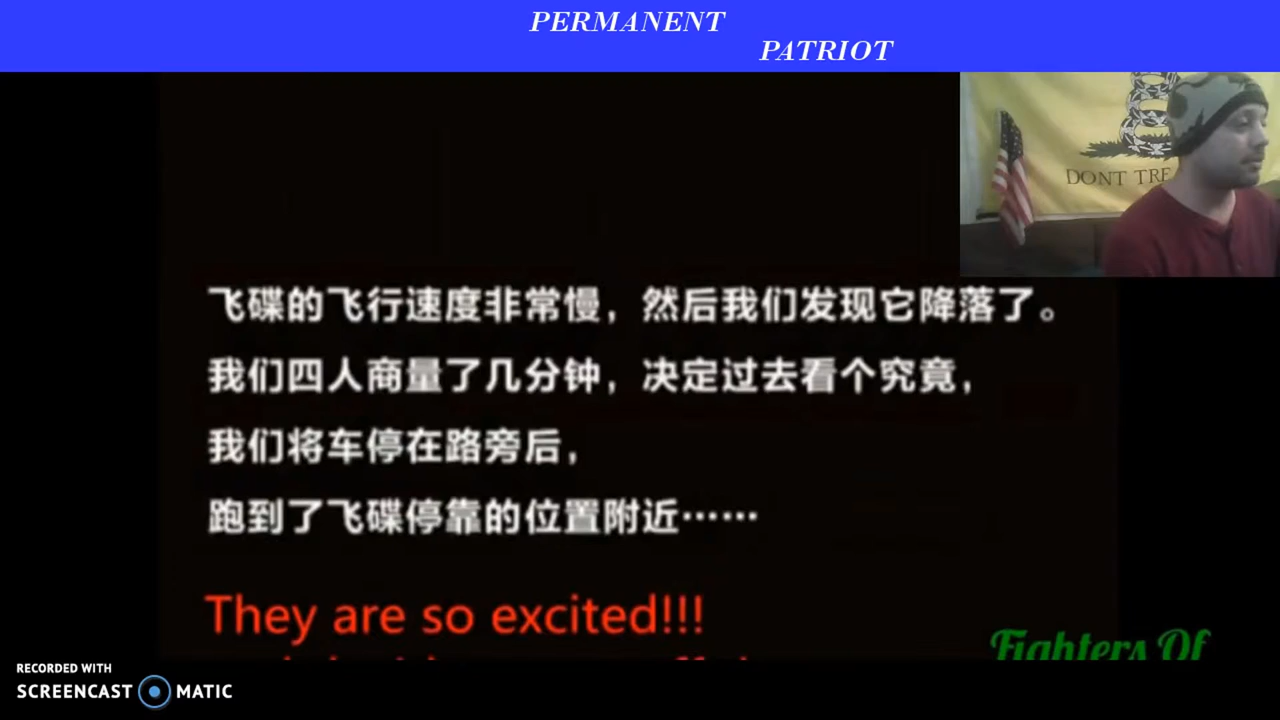 PERMANENT
PATRIOT
DONT TRE
飞碟的飞行速度非常慢，然后我们发现它降落了。
我们四人商量了几分钟，决定过去看个究竟，
我们将车停在路旁后，
跑到了飞碟停靠的位置附近……
They are so excited!!!
Fighters Of
RECORDED WITH
SCREENCAST MATIC